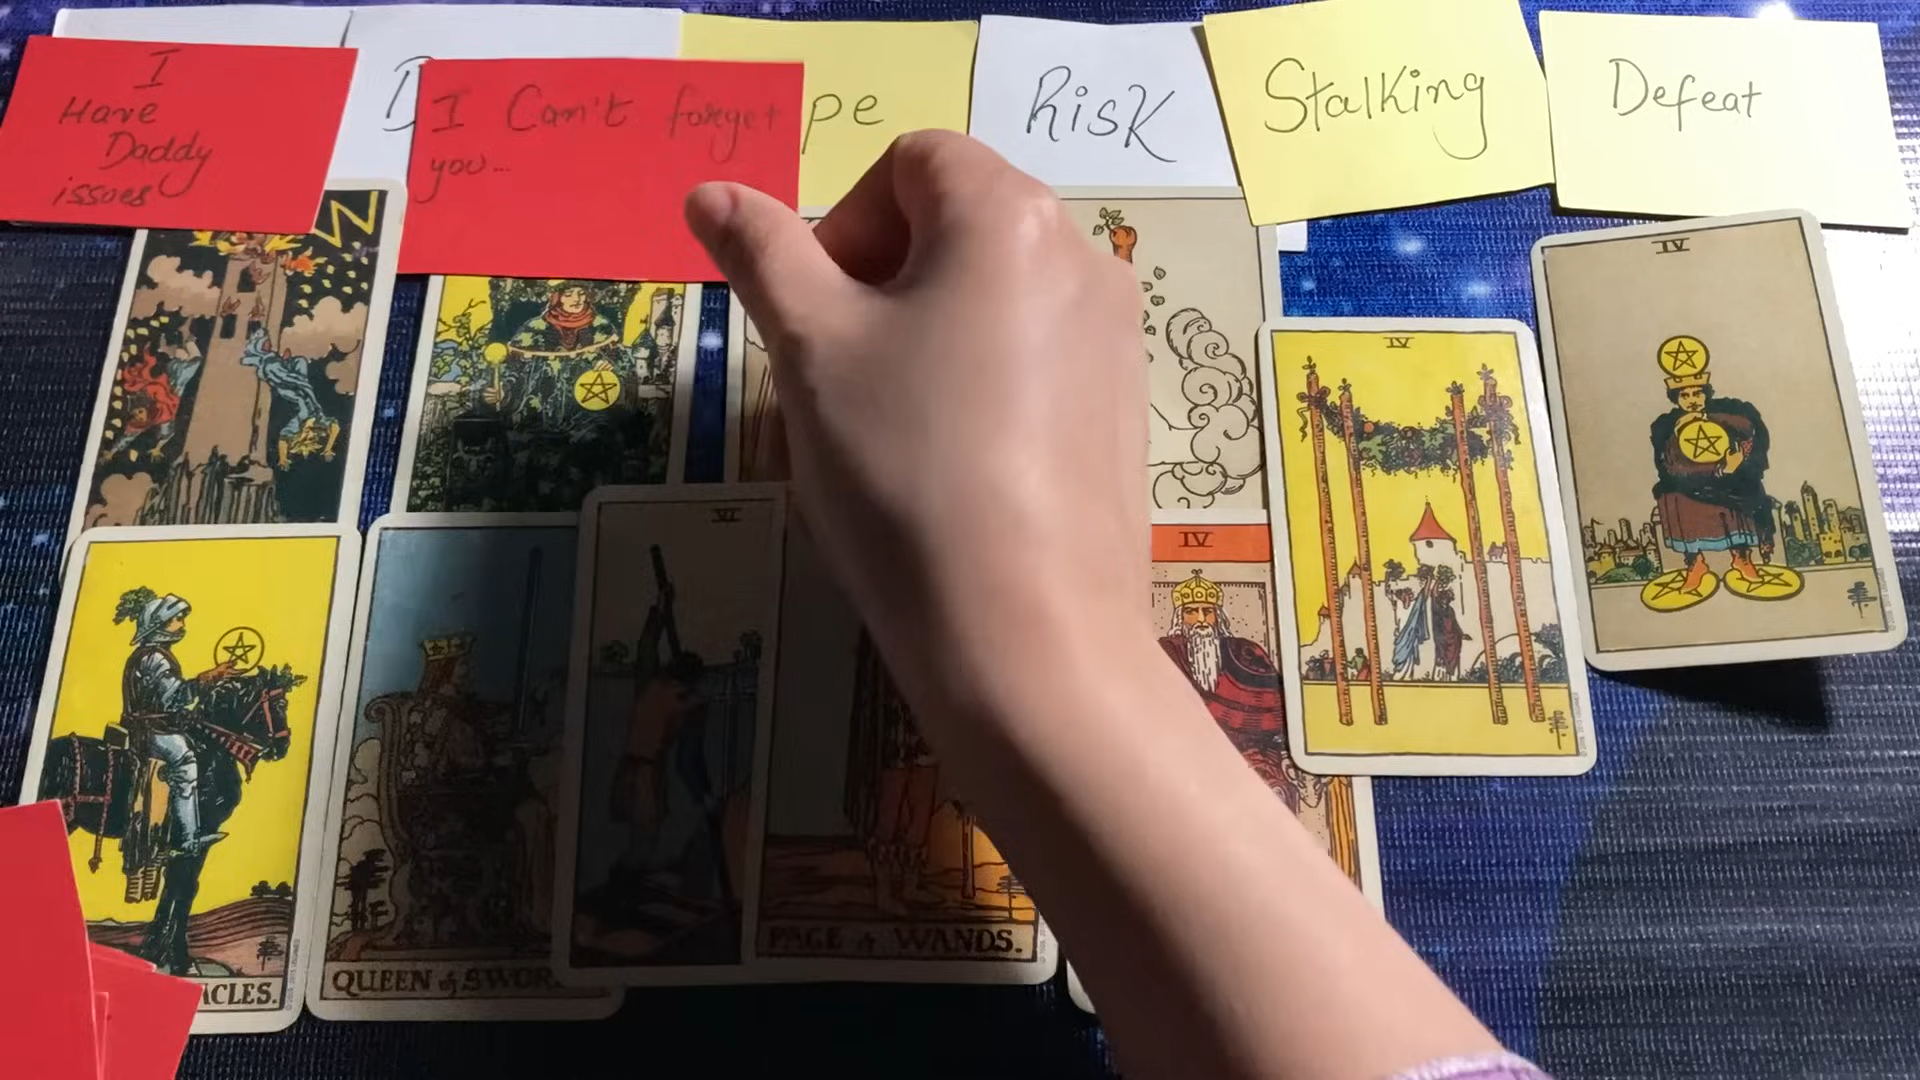 I
Have
Daddy
issues
D
I Can't forget
you...
pe
Risk
Stalking
Defeat
IV
IV
VI
IV
ACLES.
QUEEN of SWOR
PAGE of WANDS.